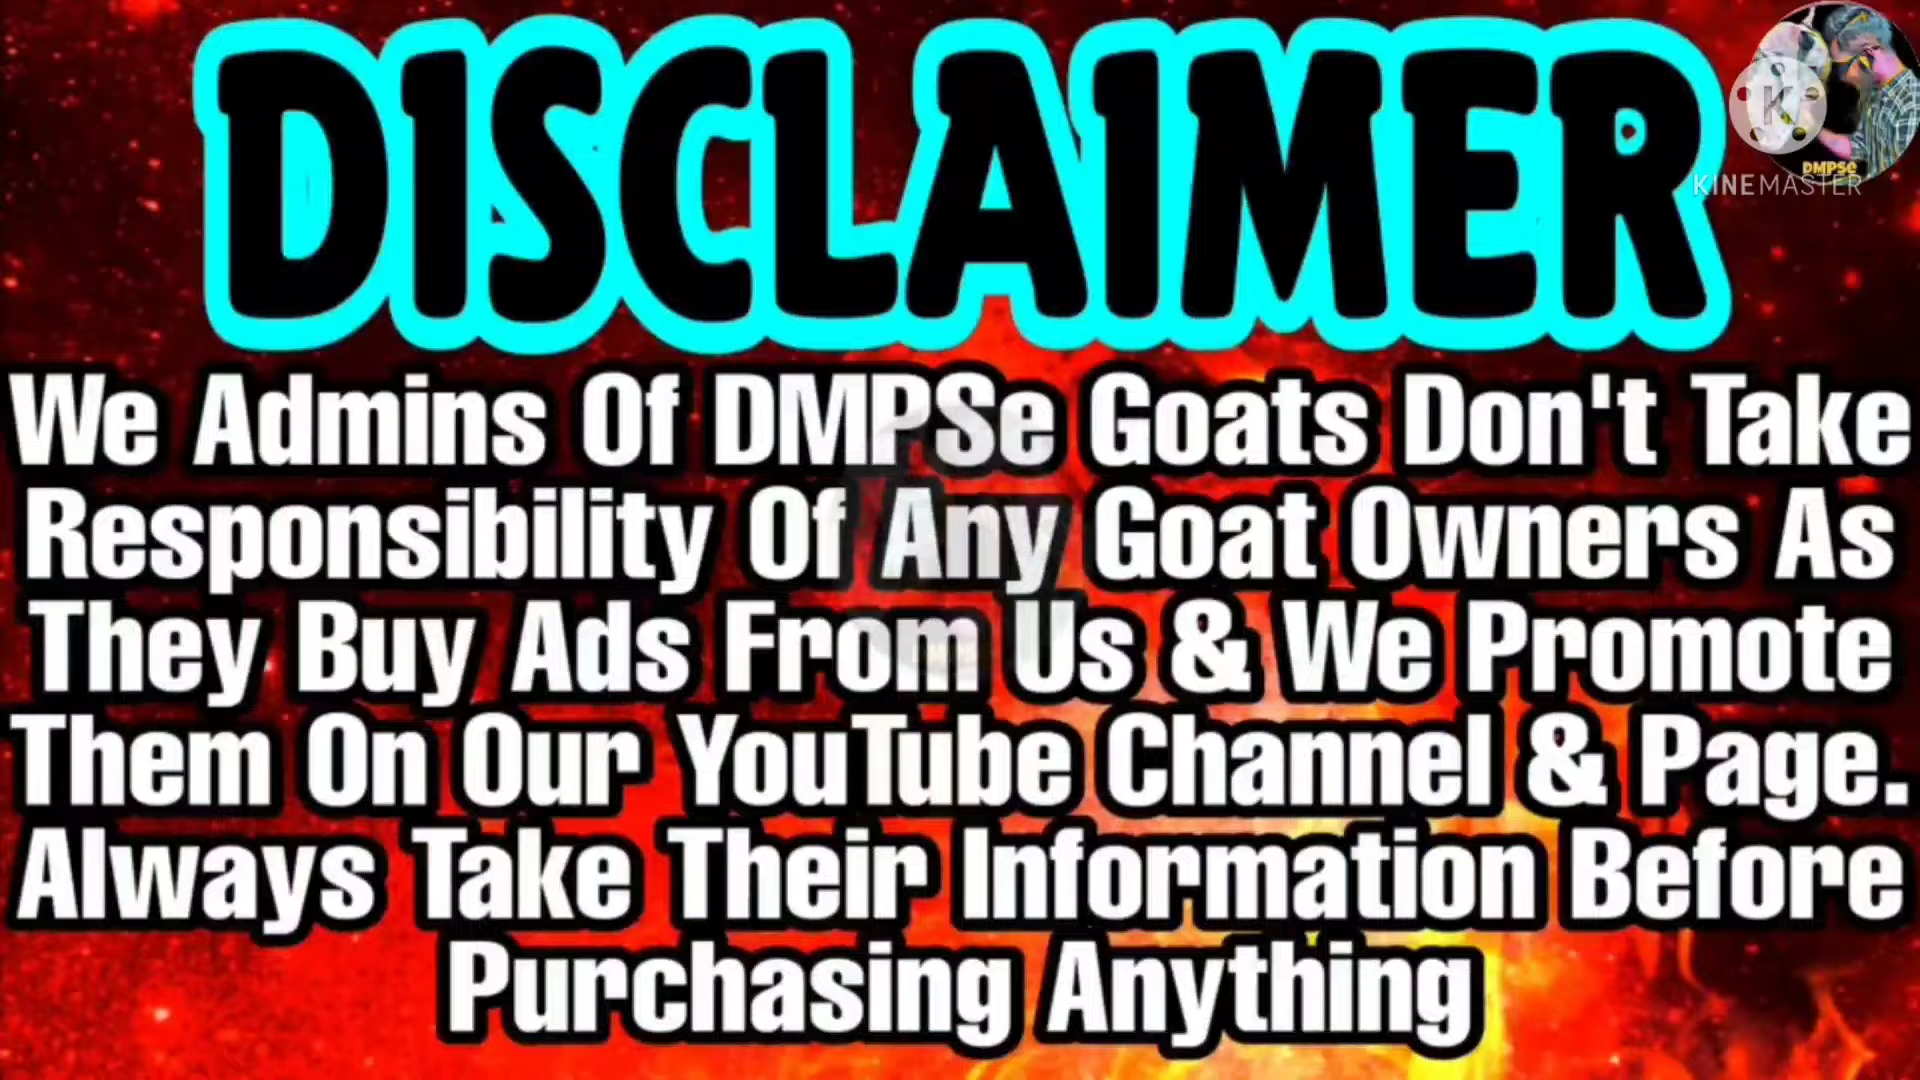 DISCLAIMER
K
DMPSe
KINEMASTER
We Admins Of DMPSe Goats Don't Take
Responsibility Of Any Goat Owners As
They Buy Ads From Us & We Promote
Them On Our YouTube Channel & Page.
Always Take Their Information Before
Purchasing Anything